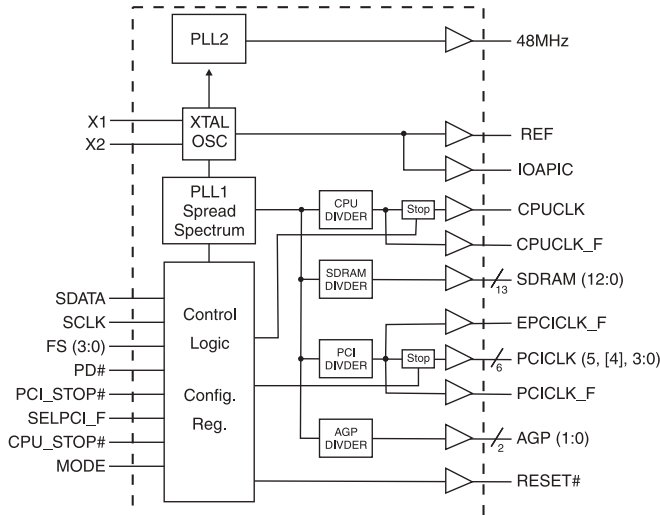 PLL2
48MHz
X1
X2
XTAL
OSC
REF
IOAPIC
PLL1
Spread
Spectrum
CPU
DIVDER
Stop
CPUCLK
CPUCLK_F
SDRAM
DIVDER
13
SDRAM (12:0)
EPCICLK_F
PCI
DIVDER
Stop
6
PCICLK (5, [4], 3:0)
PCICLK_F
AGP
DIVDER
2
AGP (1:0)
RESET#
SDATA
SCLK
FS (3:0)
PD#
PCI_STOP#
SELPCI_F
CPU_STOP#
MODE
Control
Logic
Config.
Reg.